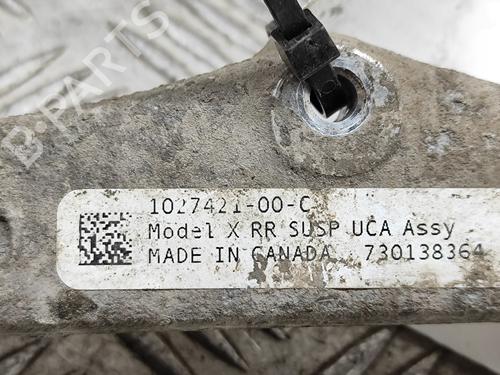 B-PARTS
1027421-00-C
Model X RR SUSP UCA Assy
MADE IN CANADA 730138364